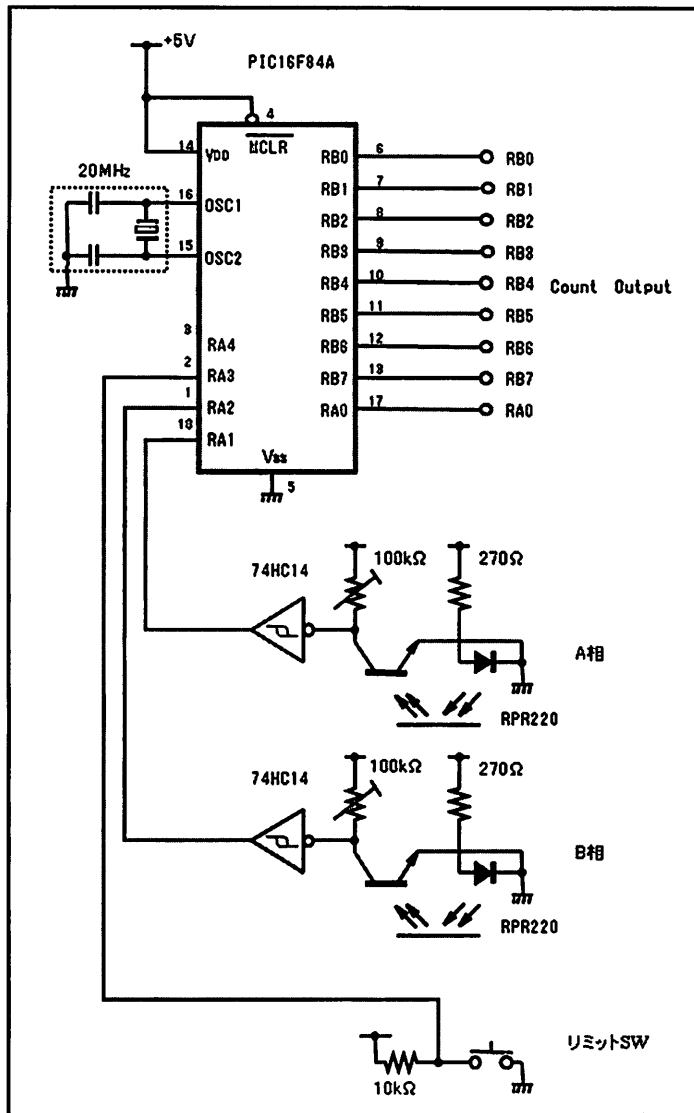 +5V
PIC16F84A
4
14 VDD MCLR RB0 6 RB0
20MHz
16 OSC1 RB1 7 RB1
RB2 8 RB2
15 OSC2 RB3 9 RB3
RB4 10 RB4 Count Output
RB5 11 RB5
3 RA4 RB6 12 RB6
2 RA3 RB7 13 RB7
1 RA2 RA0 17 RA0
18 RA1
Vss
5
74HC14 100kΩ 270Ω
A相
RPR220
74HC14 100kΩ 270Ω
B相
RPR220
リミットSW
10kΩ